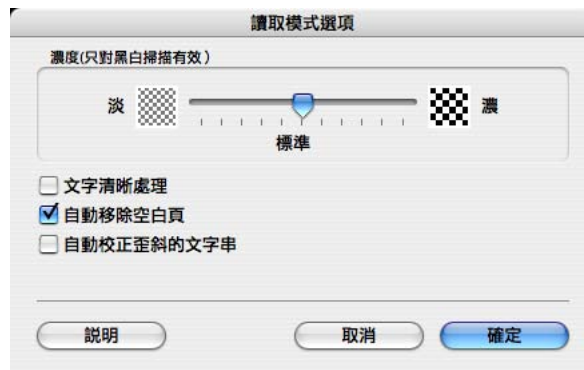 讀取模式選項
濃度(只對黑白掃描有效)
淡 濃
標準
文字清晰處理
自動移除空白頁
自動校正歪斜的文字串
説明 取消 確定